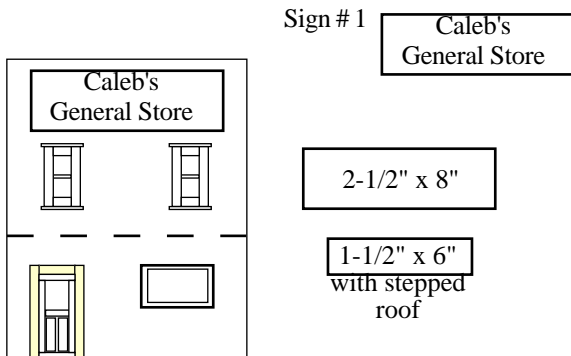 Sign # 1
Caleb's
General Store
Caleb's
General Store
2-1/2" x 8"
1-1/2" x 6"
with stepped
roof